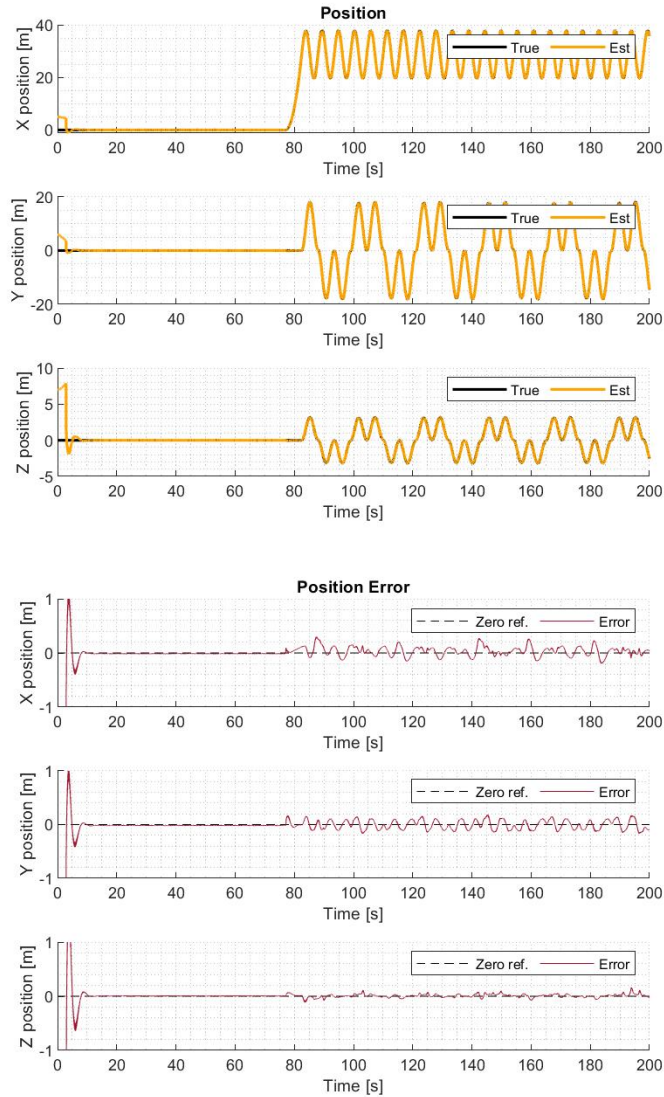 Position
X position [m]
40
20
0
True
Est
0 20 40 60 80 100 120 140 160 180 200
Time [s]
Y position [m]
20
0
-20
True
Est
0 20 40 60 80 100 120 140 160 180 200
Time [s]
Z position [m]
10
5
0
-5
True
Est
0 20 40 60 80 100 120 140 160 180 200
Time [s]
Position Error
X position [m]
1
0
-1
Zero ref.
Error
0 20 40 60 80 100 120 140 160 180 200
Time [s]
Y position [m]
1
0
-1
Zero ref.
Error
0 20 40 60 80 100 120 140 160 180 200
Time [s]
Z position [m]
1
0
-1
Zero ref.
Error
0 20 40 60 80 100 120 140 160 180 200
Time [s]